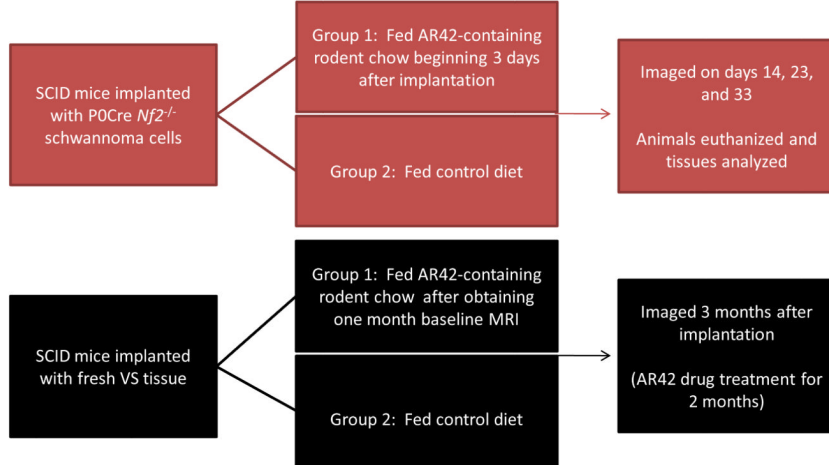 SCID mice implanted
with P0Cre Nf2-/-
schwannoma cells
Group 1: Fed AR42-containing
rodent chow beginning 3 days
after implantation
Group 2: Fed control diet
Imaged on days 14, 23,
and 33
Animals euthanized and
tissues analyzed
SCID mice implanted
with fresh VS tissue
Group 1: Fed AR42-containing
rodent chow after obtaining
one month baseline MRI
Group 2: Fed control diet
Imaged 3 months after
implantation
(AR42 drug treatment for
2 months)